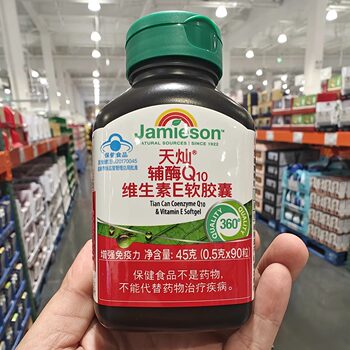 Jamieson
NATURAL SOURCES | SINCE 1922
天灿®
辅酶Q10
维生素E软胶囊
Tian Can Coenzyme Q10
& Vitamin E Softgel
保健食品
QUALITY
360°
QUALITY
增强免疫力 净含量: 45克 (0.5克x90粒)
保健食品不是药物,
不能代替药物治疗疾病。